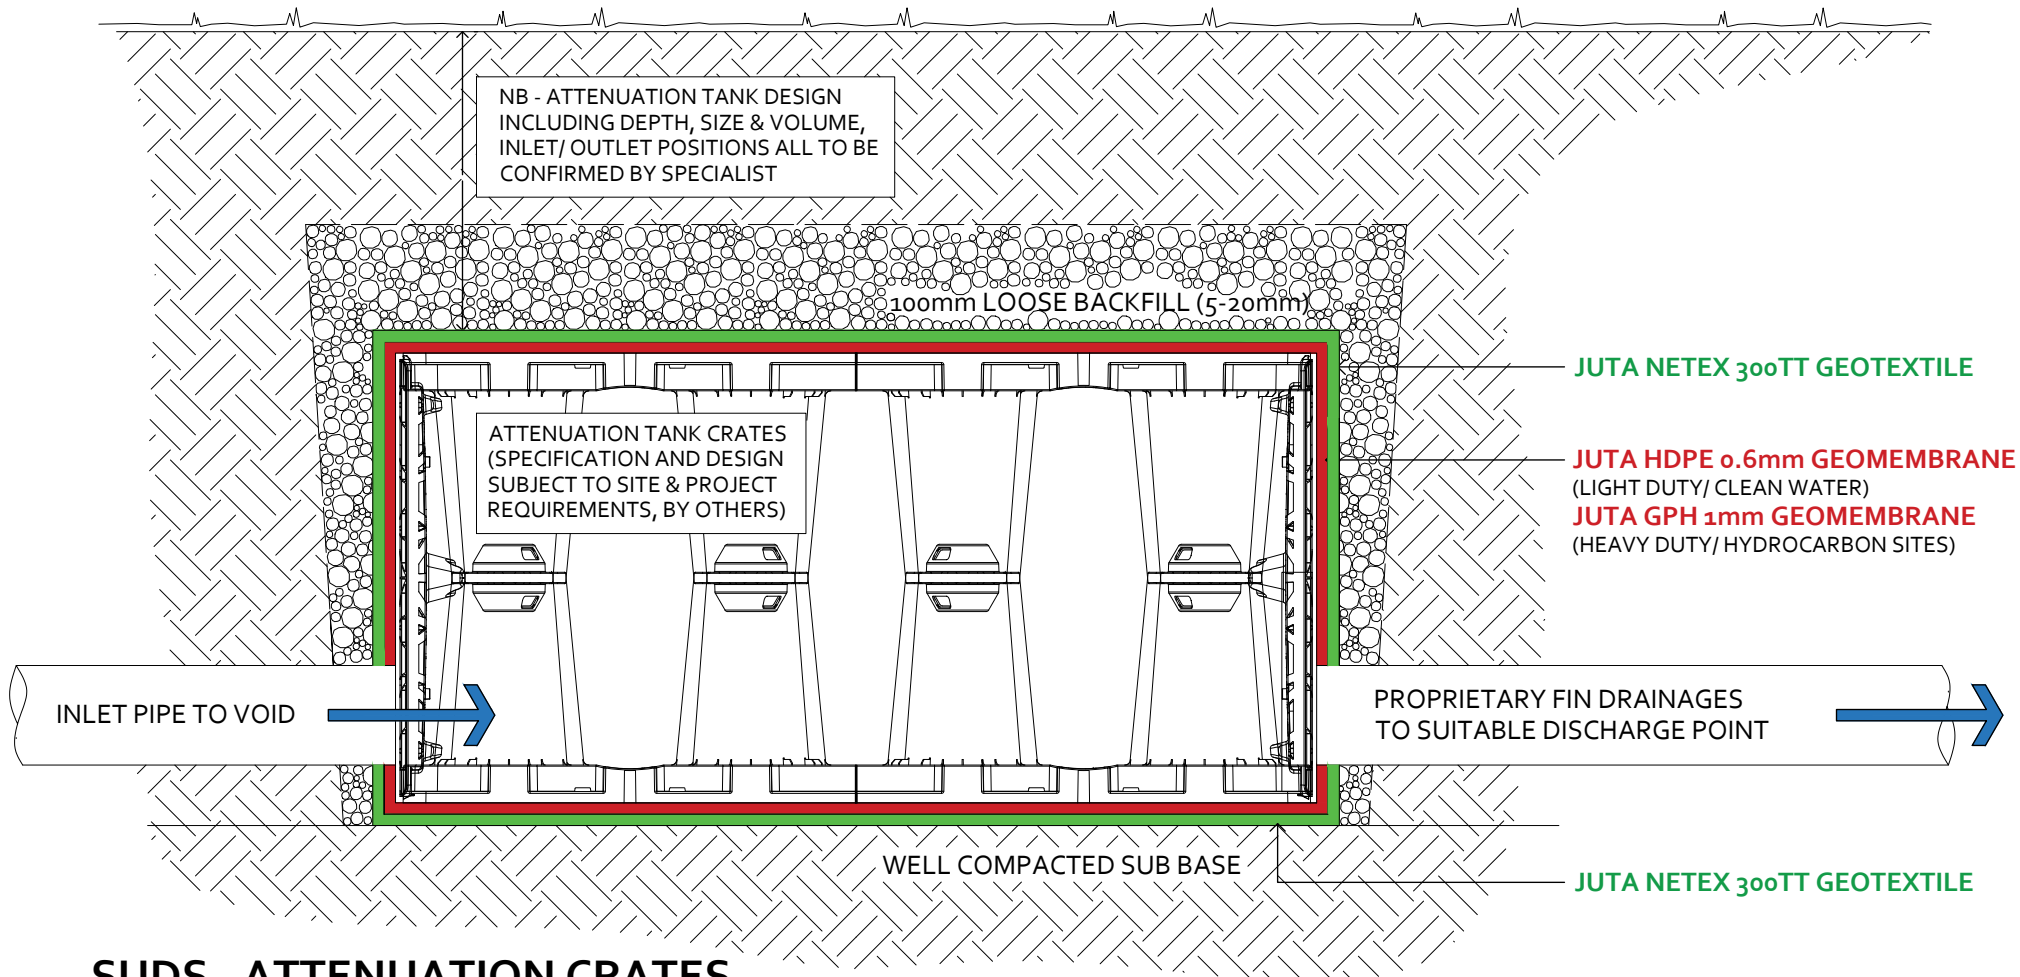 NB - ATTENUATION TANK DESIGN
INCLUDING DEPTH, SIZE & VOLUME,
INLET/ OUTLET POSITIONS ALL TO BE
CONFIRMED BY SPECIALIST
100mm LOOSE BACKFILL (5-20mm)
JUTA NETEX 300TT GEOTEXTILE
ATTENUATION TANK CRATES
(SPECIFICATION AND DESIGN
SUBJECT TO SITE & PROJECT
REQUIREMENTS, BY OTHERS)
JUTA HDPE 0.6mm GEOMEMBRANE
(LIGHT DUTY/ CLEAN WATER)
JUTA GPH 1mm GEOMEMBRANE
(HEAVY DUTY/ HYDROCARBON SITES)
INLET PIPE TO VOID
PROPRIETARY FIN DRAINAGES
TO SUITABLE DISCHARGE POINT
WELL COMPACTED SUB BASE
JUTA NETEX 300TT GEOTEXTILE
SUDS - ATTENUATION CRATES